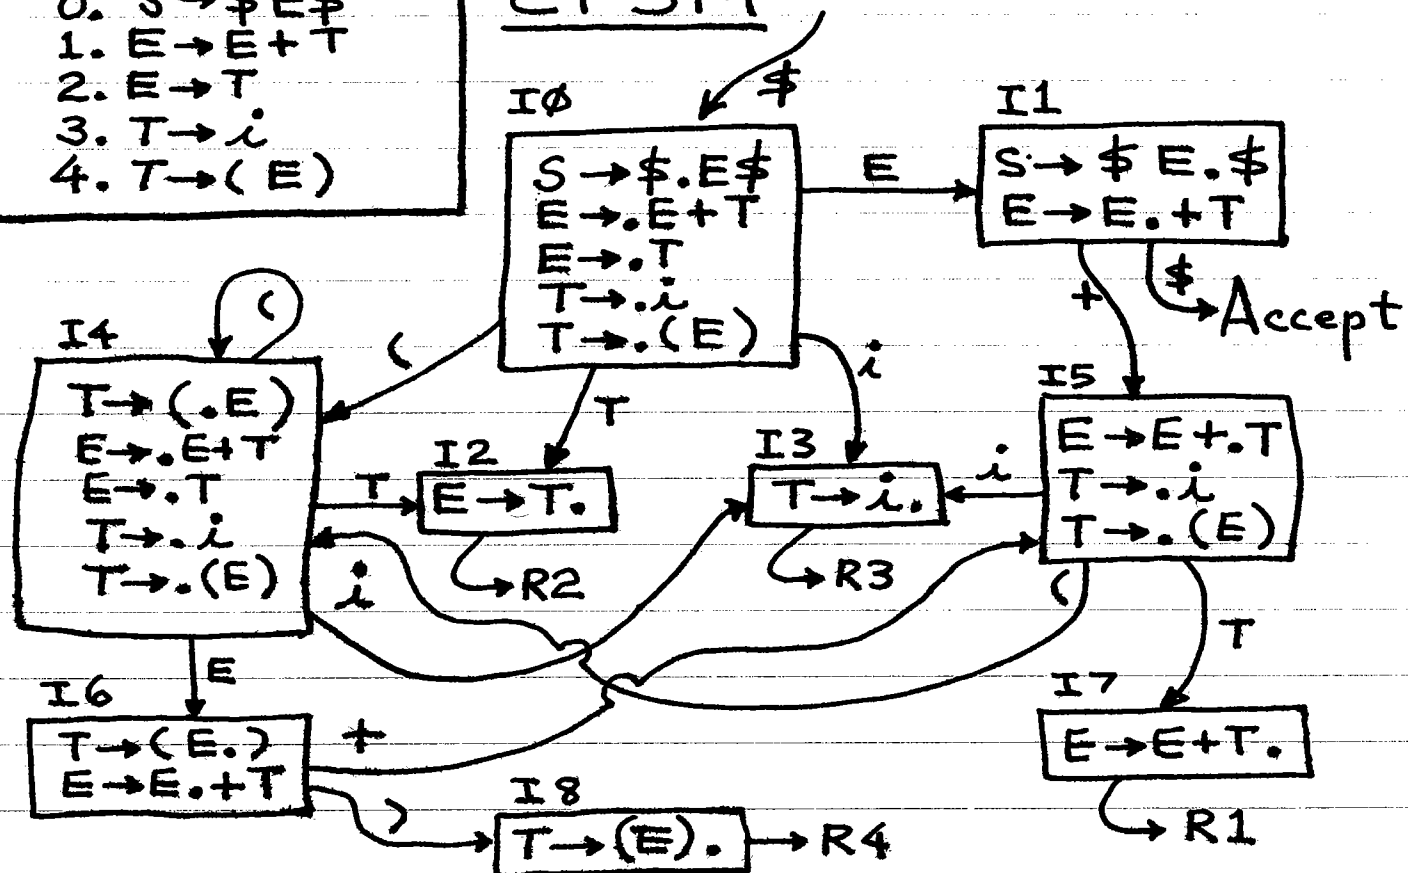 0. S→$E$
1. E→E+T
2. E→T
3. T→i
4. T→(E)
CFSM
$
I0
S→$.E$
E→.E+T
E→.T
T→.i
T→.(E)
E
I1
S→$E.$
E→E.+T
+
$
Accept
(
(
T
i
I4
T→(.E)
E→.E+T
E→.T
T→.i
T→.(E)
T
I2
E→T.
R2
I3
T→i.
R3
i
I5
E→E+.T
T→.i
T→.(E)
i
(
T
E
I6
T→(E.)
E→E.+T
+
)
I8
T→(E).
R4
I7
E→E+T.
R1